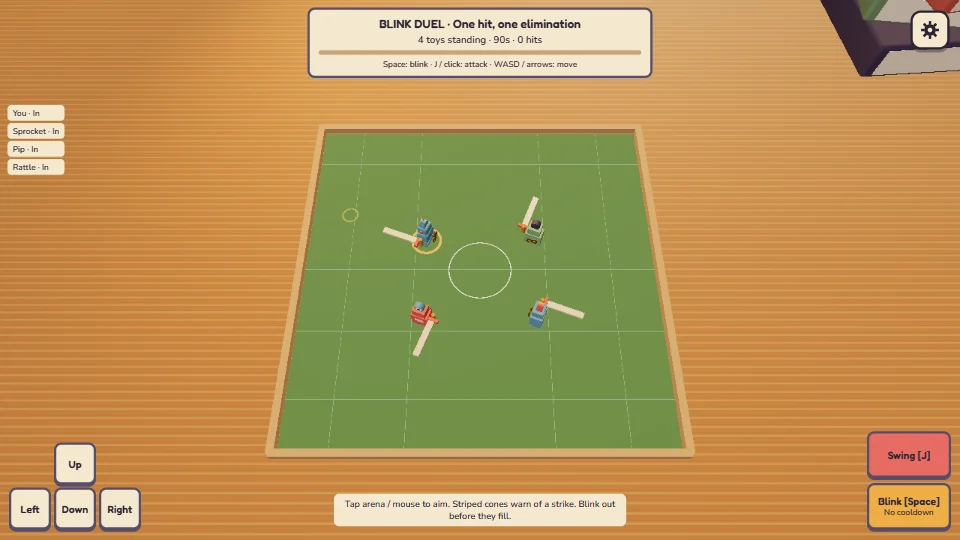 BLINK DUEL · One hit, one elimination
4 toys standing · 90s · 0 hits
Space: blink · J / click: attack · WASD / arrows: move
You · In
Sprocket · In
Pip · In
Rattle · In
Up
Left
Down
Right
Tap arena / mouse to aim. Striped cones warn of a strike. Blink out
before they fill.
Swing [J]
Blink [Space]
No cooldown